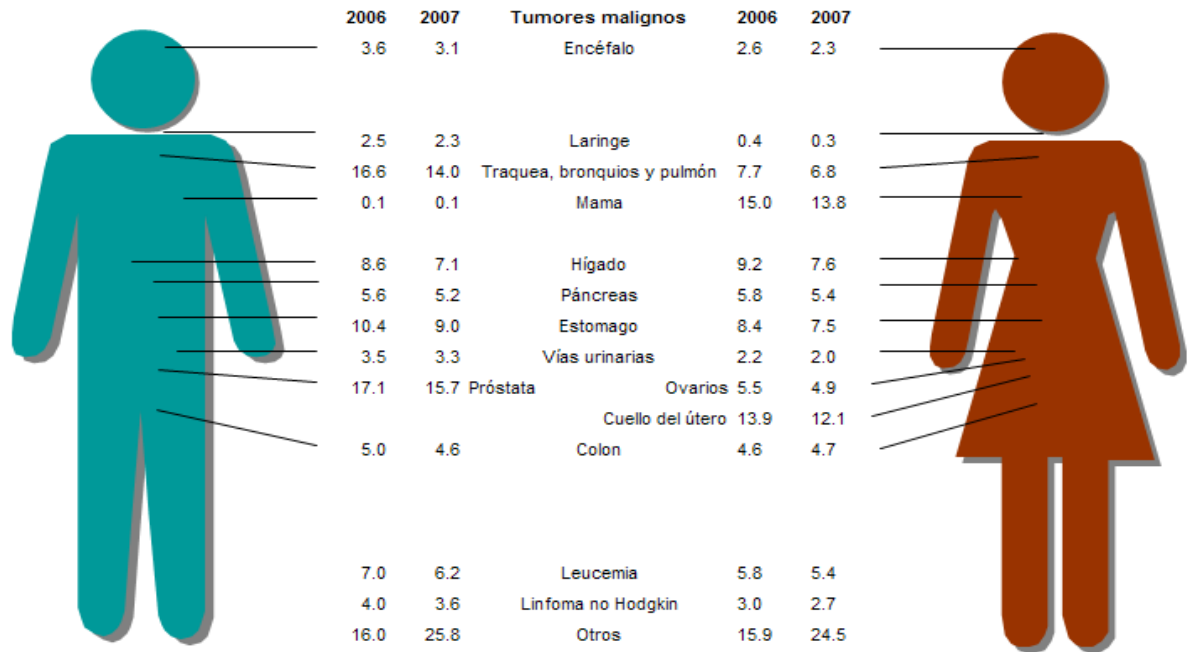 2006 2007 Tumores malignos 2006 2007
3.6 3.1 Encéfalo 2.6 2.3
2.5 2.3 Laringe 0.4 0.3
16.6 14.0 Traquea, bronquios y pulmón 7.7 6.8
0.1 0.1 Mama 15.0 13.8
8.6 7.1 Hígado 9.2 7.6
5.6 5.2 Páncreas 5.8 5.4
10.4 9.0 Estomago 8.4 7.5
3.5 3.3 Vías urinarias 2.2 2.0
17.1 15.7 Próstata Ovarios 5.5 4.9
Cuello del útero 13.9 12.1
5.0 4.6 Colon 4.6 4.7
7.0 6.2 Leucemia 5.8 5.4
4.0 3.6 Linfoma no Hodgkin 3.0 2.7
16.0 25.8 Otros 15.9 24.5